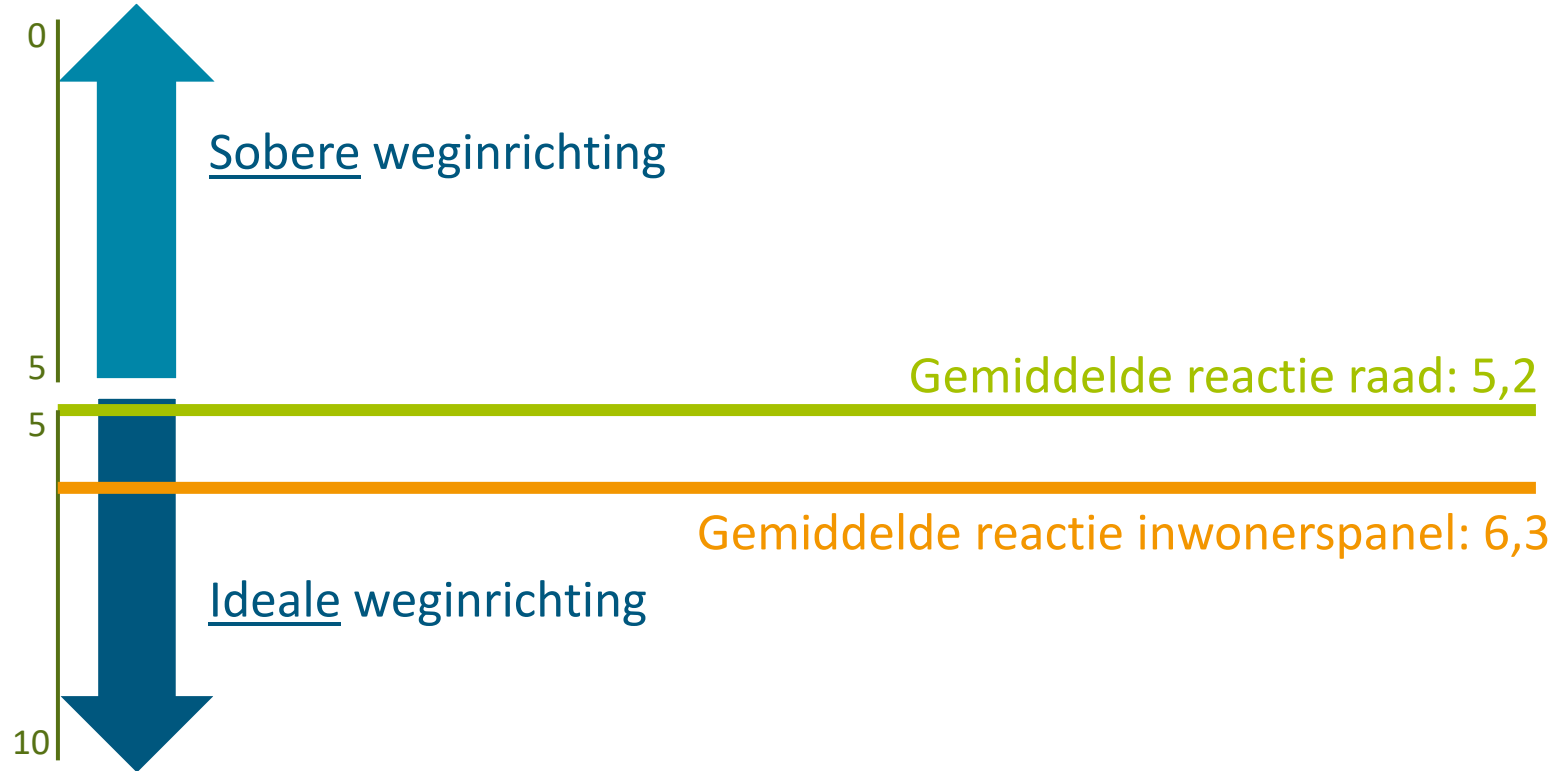 0
Sobere weginrichting
5
Gemiddelde reactie raad: 5,2
5
Gemiddelde reactie inwonerspanel: 6,3
Ideale weginrichting
10